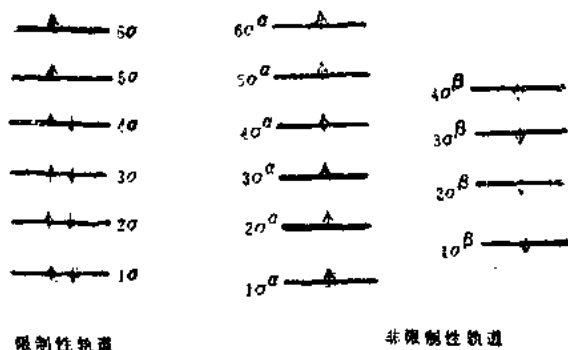 6σ
5σ
4σ
3σ
2σ
1σ
限制性轨道
6σ^α
5σ^α
4σ^α
3σ^α
2σ^α
1σ^α
4σ^β
3σ^β
2σ^β
1σ^β
非限制性轨道